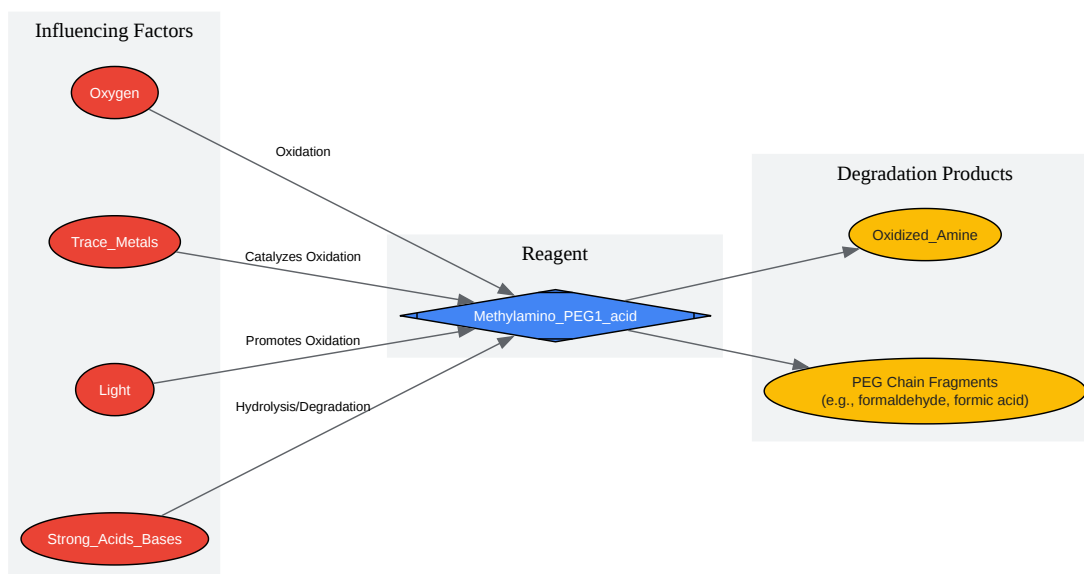 Influencing Factors
Oxygen
Oxidation
Trace_Metals
Catalyzes Oxidation
Promotes Oxidation
Light
Hydrolysis/Degradation
Strong_Acids_Bases
Reagent
Methylamino_PEG1_acid
Degradation Products
Oxidized_Amine
PEG Chain Fragments
(e.g., formaldehyde, formic acid)